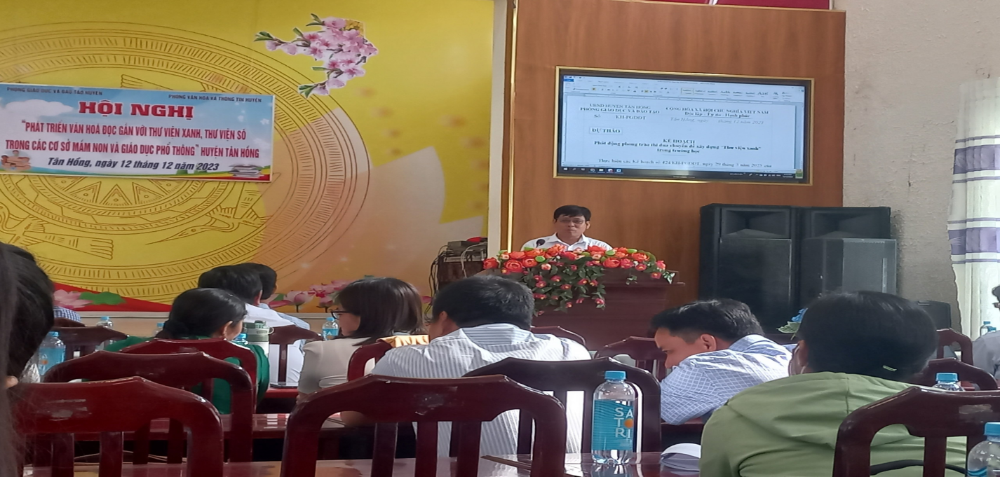 PHÒNG GIÁO DỤC VÀ ĐÀO TẠO HUYỆN
PHÒNG VĂN HOÁ VÀ THÔNG TIN HUYỆN
HỘI NGHỊ
"PHÁT TRIỂN VĂN HOÁ ĐỌC GẮN VỚI THƯ VIỆN XANH, THƯ VIỆN SỐ
TRONG CÁC CƠ SỞ MẦM NON VÀ GIÁO DỤC PHỔ THÔNG" HUYỆN TÂN HỒNG
Tân Hồng, ngày 12 tháng 12 năm 2023
UBND HUYỆN TÂN HỒNG
PHÒNG GIÁO DỤC VÀ ĐÀO TẠO
CỘNG HÒA XÃ HỘI CHỦ NGHĨA VIỆT NAM
Độc lập - Tự do - Hạnh phúc
Số
KH-PGDĐT
Tân Hồng, ngày tháng 12 năm 2023
DỰ THẢO
KẾ HOẠCH
Phát động phong trào thi đua chuyên đề xây dựng "Thư viện xanh"
trong trường học
Thực hiện các Kế hoạch số 424/KH-PGDĐT, ngày 29 tháng 3 năm 2023 của
SATORI